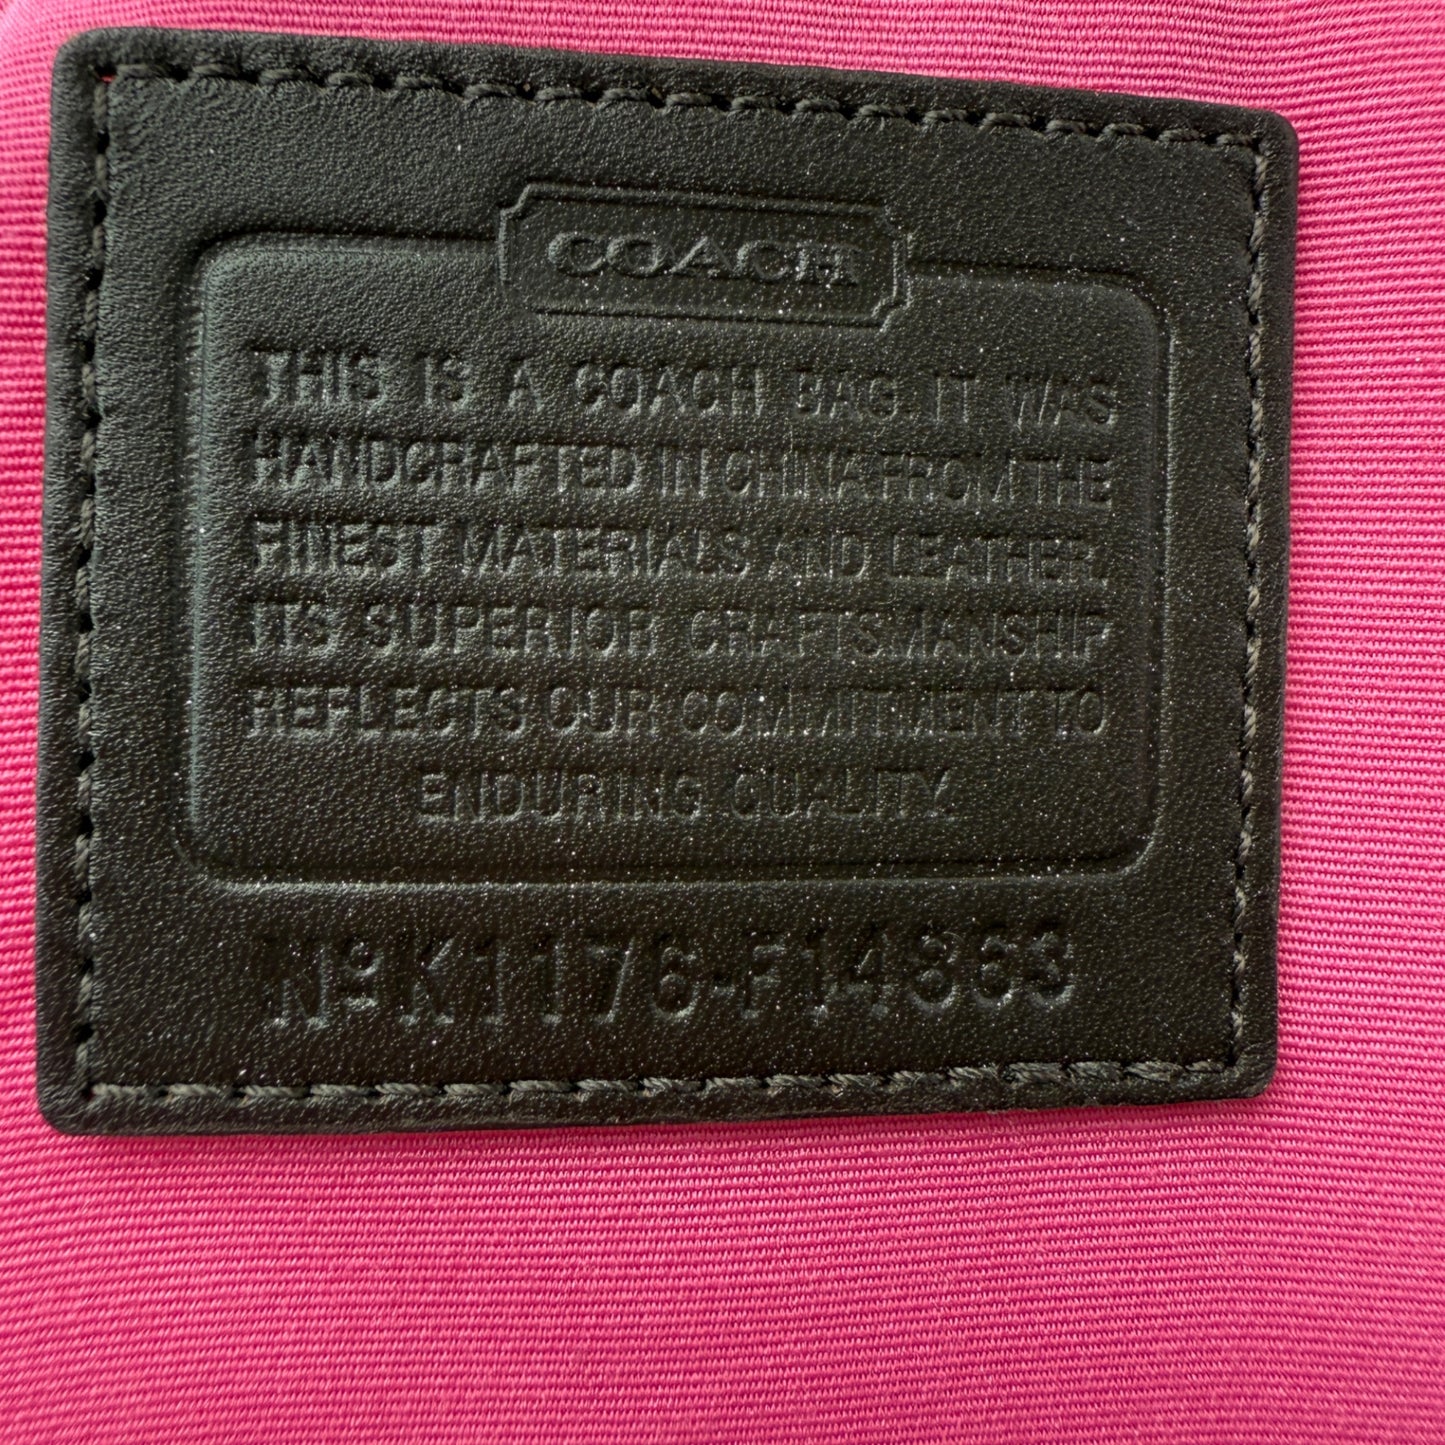 COACH
THIS IS A COACH BAG. IT WAS
HANDCRAFTED IN CHINA FROM THE
FINEST MATERIALS AND LEATHER.
ITS SUPERIOR CRAFTSMANSHIP
REFLECTS OUR COMMITMENT TO
ENDURING QUALITY.
No K1176-F14863